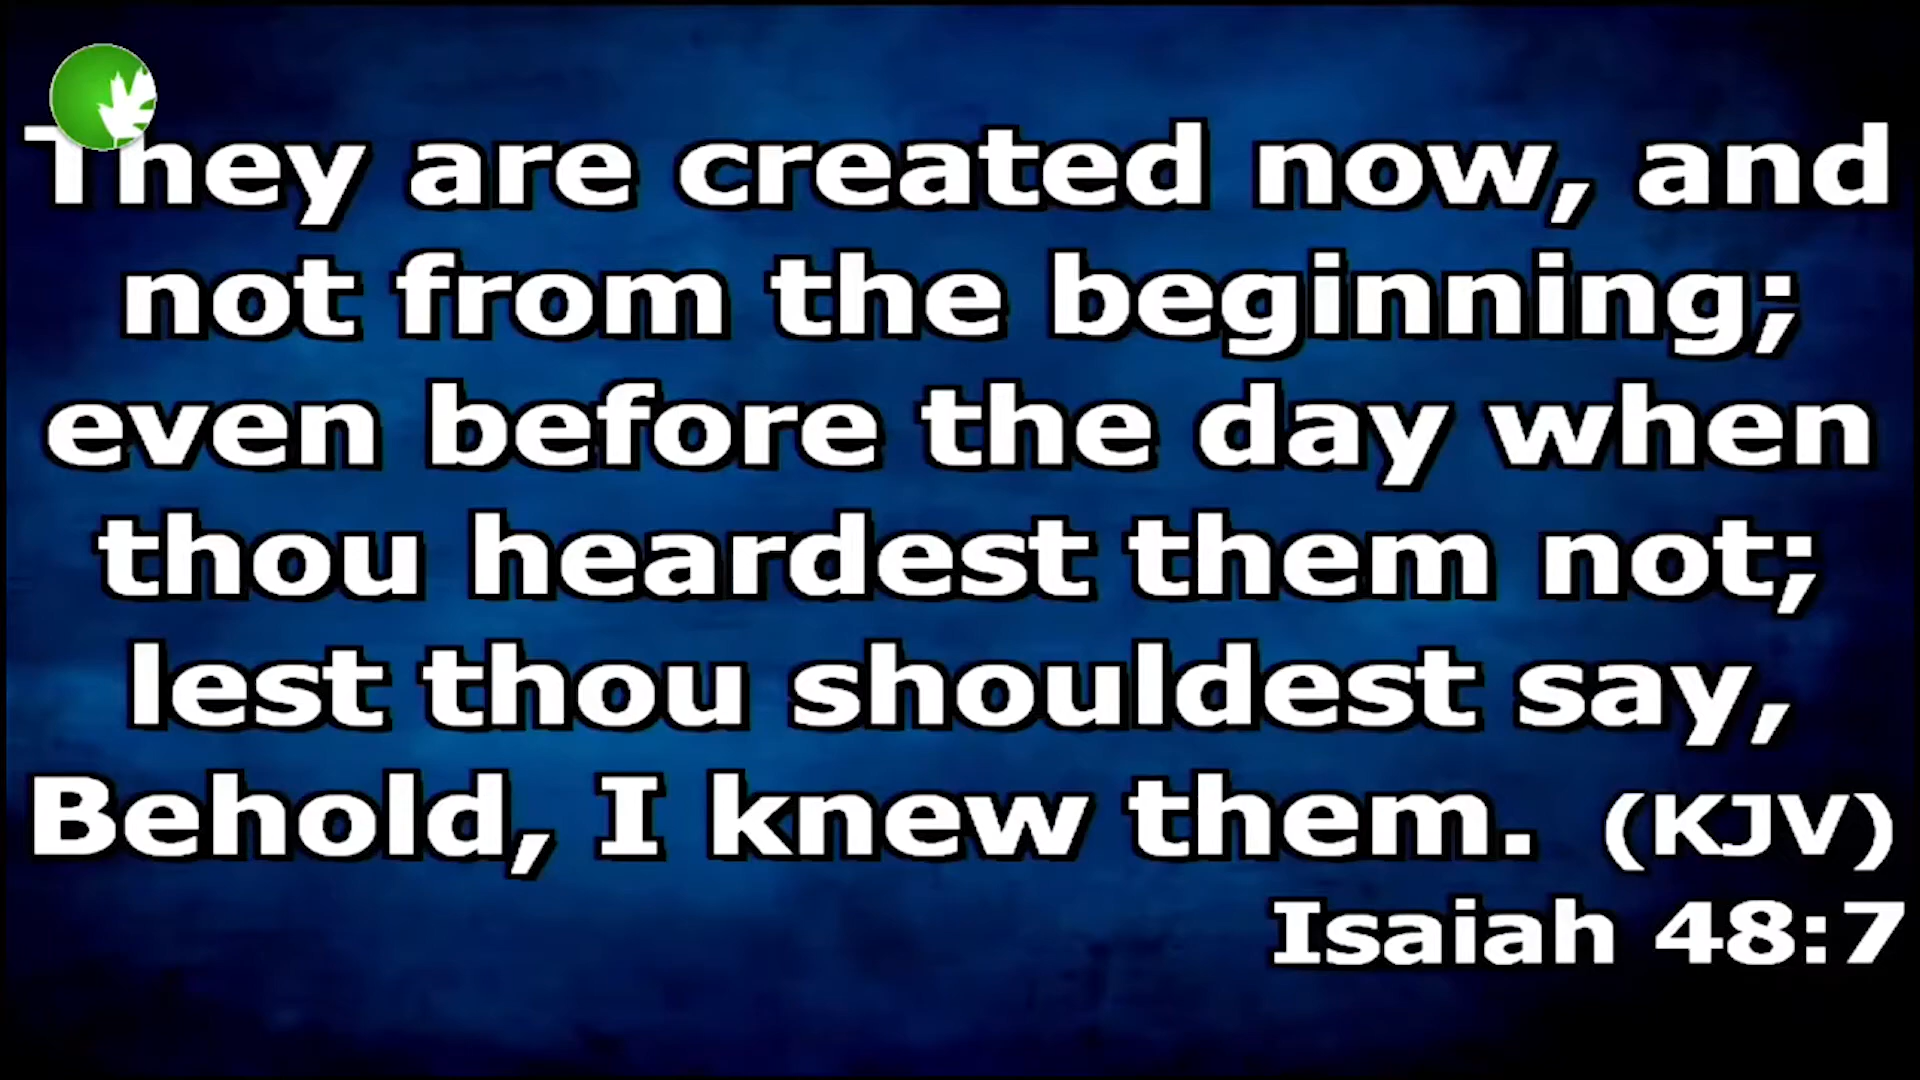 They are created now, and
not from the beginning;
even before the day when
thou heardest them not;
lest thou shouldest say,
Behold, I knew them. (KJV)
Isaiah 48:7